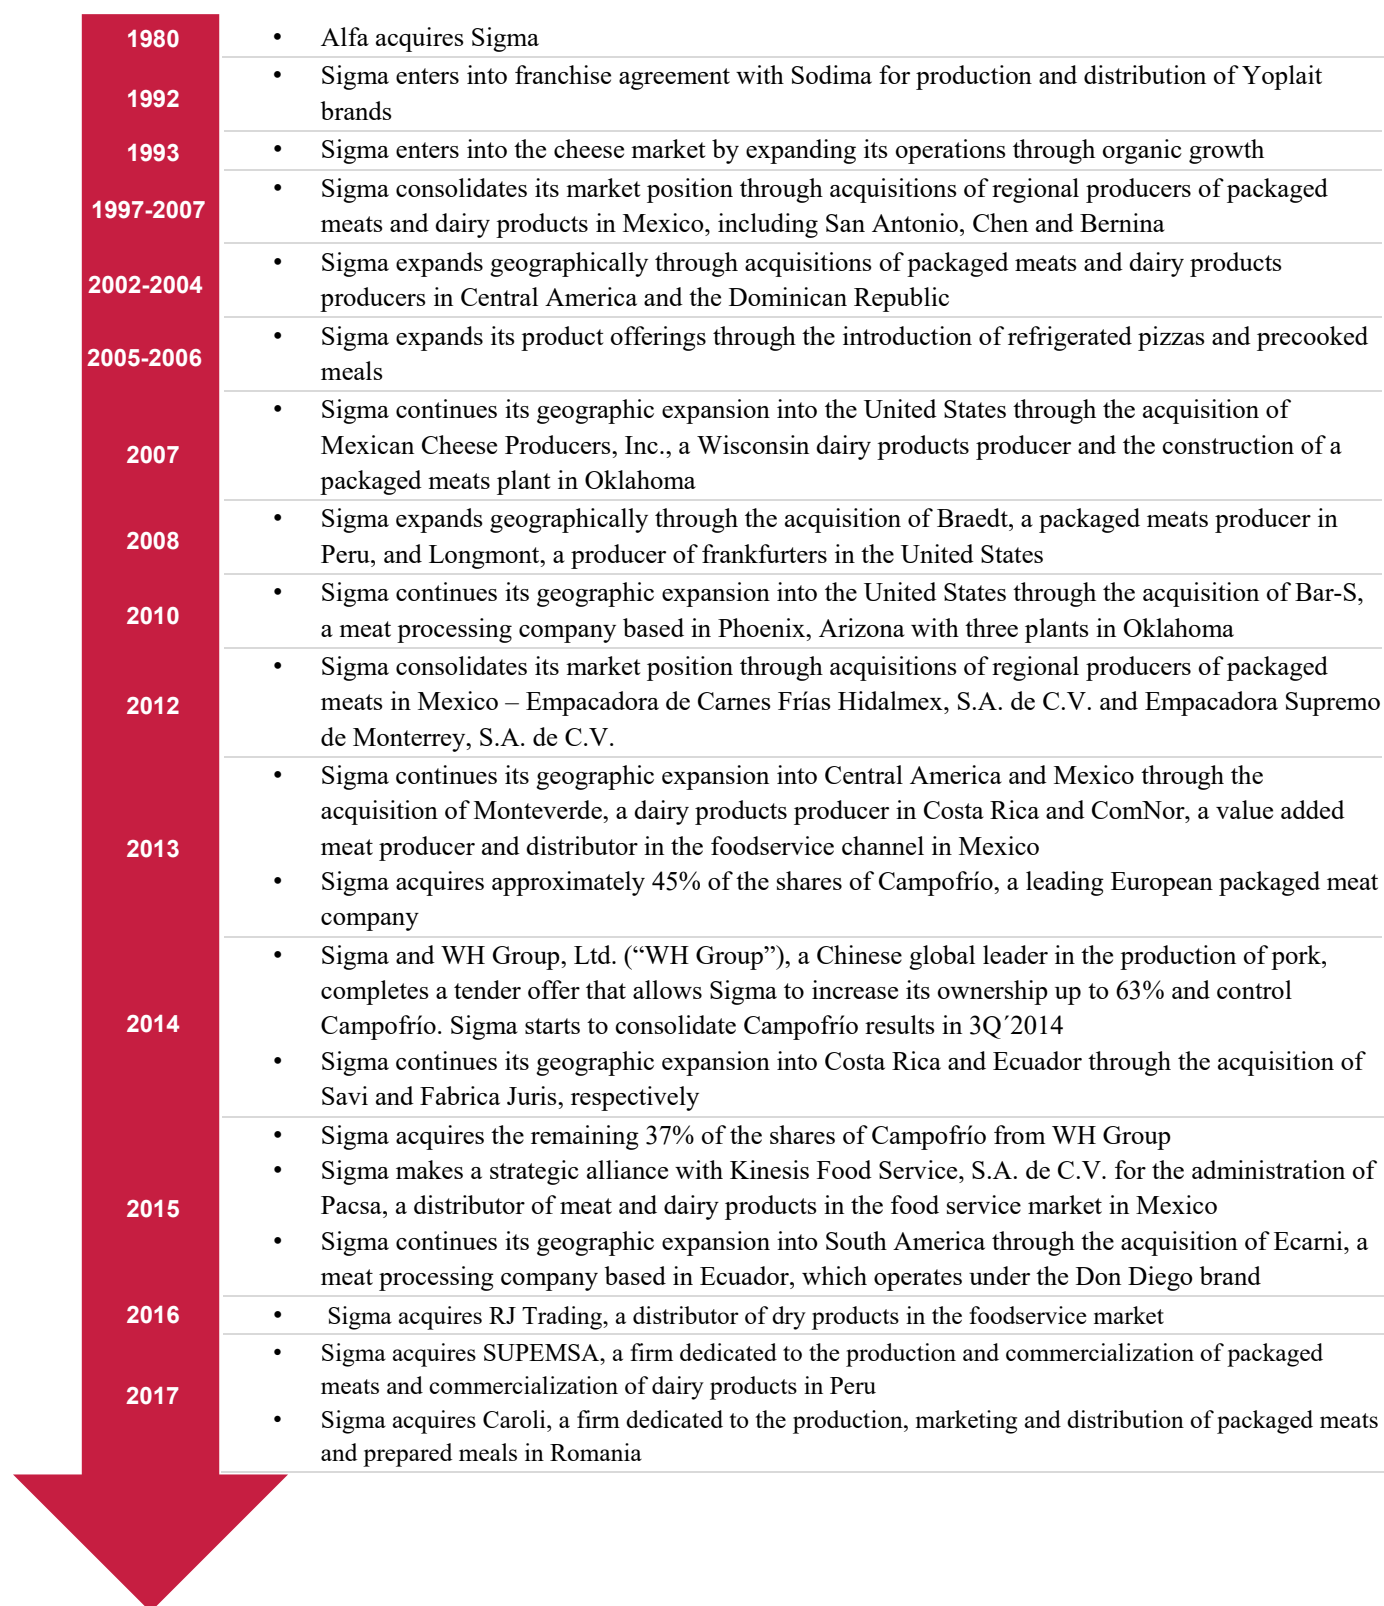 1980
• Alfa acquires Sigma
1992
• Sigma enters into franchise agreement with Sodima for production and distribution of Yoplait
brands
1993
• Sigma enters into the cheese market by expanding its operations through organic growth
1997-2007
• Sigma consolidates its market position through acquisitions of regional producers of packaged
meats and dairy products in Mexico, including San Antonio, Chen and Bernina
2002-2004
• Sigma expands geographically through acquisitions of packaged meats and dairy products
producers in Central America and the Dominican Republic
2005-2006
• Sigma expands its product offerings through the introduction of refrigerated pizzas and precooked
meals
2007
• Sigma continues its geographic expansion into the United States through the acquisition of
Mexican Cheese Producers, Inc., a Wisconsin dairy products producer and the construction of a
packaged meats plant in Oklahoma
2008
• Sigma expands geographically through the acquisition of Braedt, a packaged meats producer in
Peru, and Longmont, a producer of frankfurters in the United States
2010
• Sigma continues its geographic expansion into the United States through the acquisition of Bar-S,
a meat processing company based in Phoenix, Arizona with three plants in Oklahoma
2012
• Sigma consolidates its market position through acquisitions of regional producers of packaged
meats in Mexico – Empacadora de Carnes Frías Hidalmex, S.A. de C.V. and Empacadora Supremo
de Monterrey, S.A. de C.V.
2013
• Sigma continues its geographic expansion into Central America and Mexico through the
acquisition of Monteverde, a dairy products producer in Costa Rica and ComNor, a value added
meat producer and distributor in the foodservice channel in Mexico
• Sigma acquires approximately 45% of the shares of Campofrío, a leading European packaged meat
company
2014
• Sigma and WH Group, Ltd. (“WH Group”), a Chinese global leader in the production of pork,
completes a tender offer that allows Sigma to increase its ownership up to 63% and control
Campofrío. Sigma starts to consolidate Campofrío results in 3Q´2014
• Sigma continues its geographic expansion into Costa Rica and Ecuador through the acquisition of
Savi and Fabrica Juris, respectively
2015
• Sigma acquires the remaining 37% of the shares of Campofrío from WH Group
• Sigma makes a strategic alliance with Kinesis Food Service, S.A. de C.V. for the administration of
Pacsa, a distributor of meat and dairy products in the food service market in Mexico
• Sigma continues its geographic expansion into South America through the acquisition of Ecarni, a
meat processing company based in Ecuador, which operates under the Don Diego brand
2016
• Sigma acquires RJ Trading, a distributor of dry products in the foodservice market
2017
• Sigma acquires SUPEMSA, a firm dedicated to the production and commercialization of packaged
meats and commercialization of dairy products in Peru
• Sigma acquires Caroli, a firm dedicated to the production, marketing and distribution of packaged meats
and prepared meals in Romania